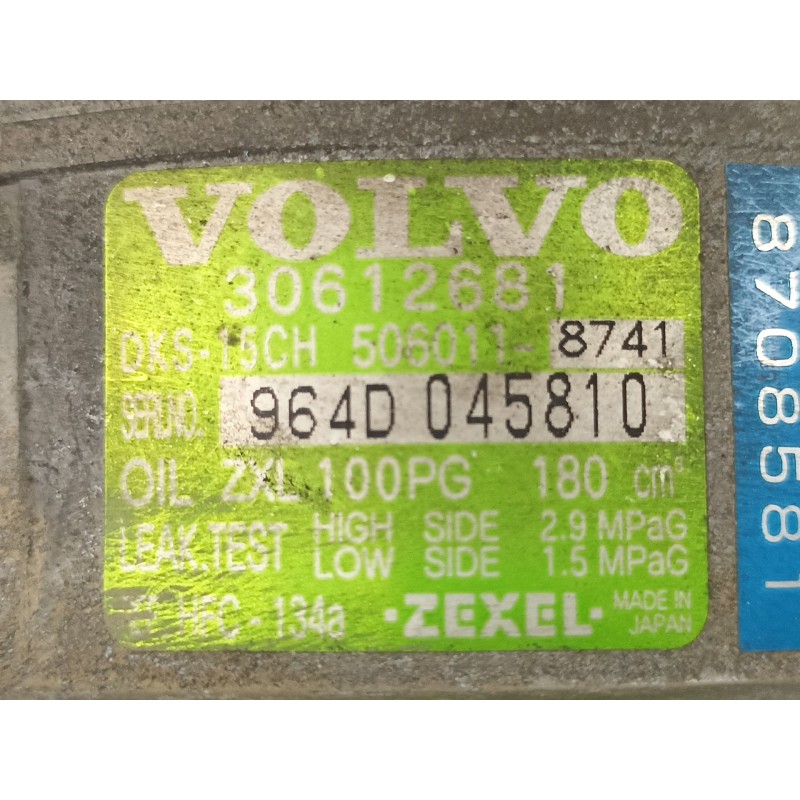 VOLVO
30612681
DKS-15CH 506011-8741
SER.NO. 964D 045810
OIL ZXL 100PG 180 cm³
LEAK.TEST HIGH SIDE 2.9 MPaG
LOW SIDE 1.5 MPaG
HFC-134a ·ZEXEL· MADE IN
JAPAN
8708581